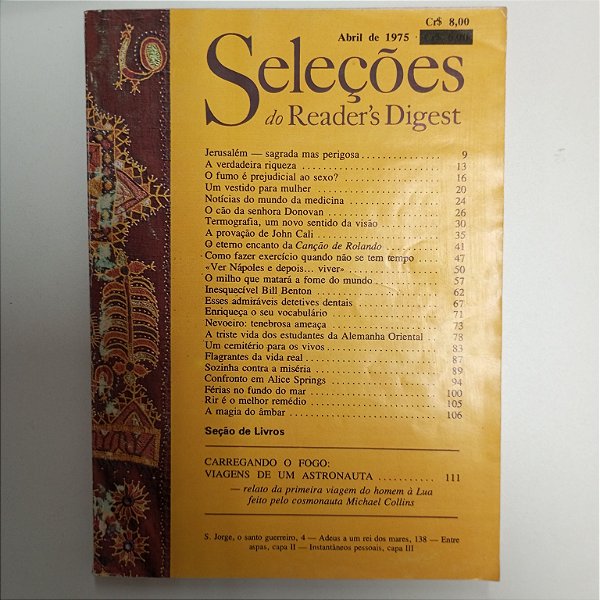 Cr$ 8,00
Abril de 1975
Seleções
do Reader's Digest
Jerusalém — sagrada mas perigosa . . . . . . . . . . . . . 9
A verdadeira riqueza . . . . . . . . . . . . . . . . . . . . . . . . 13
O fumo é prejudicial ao sexo? . . . . . . . . . . . . . . . . . 16
Um vestido para mulher . . . . . . . . . . . . . . . . . . . . . 20
Notícias do mundo da medicina . . . . . . . . . . . . . . . 24
O cão da senhora Donovan . . . . . . . . . . . . . . . . . . . 26
Termografia, um novo sentido da visão . . . . . . . . . . 30
A provação de John Cali . . . . . . . . . . . . . . . . . . . . . 35
O eterno encanto da Canção de Rolando . . . . . . . . . 41
Como fazer exercício quando não se tem tempo . . . . 47
«Ver Nápoles e depois... viver» . . . . . . . . . . . . . . . . 50
O milho que matará a fome do mundo . . . . . . . . . . . 57
Inesquecível Bill Benton . . . . . . . . . . . . . . . . . . . . . 62
Esses admiráveis detetives dentais . . . . . . . . . . . . . 67
Enriqueça o seu vocabulário . . . . . . . . . . . . . . . . . . 71
Nevoeiro: tenebrosa ameaça . . . . . . . . . . . . . . . . . . 73
A triste vida dos estudantes da Alemanha Oriental . . 78
Um cemitério para os vivos . . . . . . . . . . . . . . . . . . . 83
Flagrantes da vida real . . . . . . . . . . . . . . . . . . . . . . 87
Sozinha contra a miséria . . . . . . . . . . . . . . . . . . . . . 89
Confronto em Alice Springs . . . . . . . . . . . . . . . . . . . 94
Férias no fundo do mar . . . . . . . . . . . . . . . . . . . . . . 100
Rir é o melhor remédio . . . . . . . . . . . . . . . . . . . . . . 105
A magia do âmbar . . . . . . . . . . . . . . . . . . . . . . . . . . 106
Seção de Livros
CARREGANDO O FOGO:
VIAGENS DE UM ASTRONAUTA . . . . . . . . . . . 111
— relato da primeira viagem do homem à Lua
feito pelo cosmonauta Michael Collins
S. Jorge, o santo guerreiro, 4 — Adeus a um rei dos mares, 138 — Entre
aspas, capa II — Instantâneos pessoais, capa III